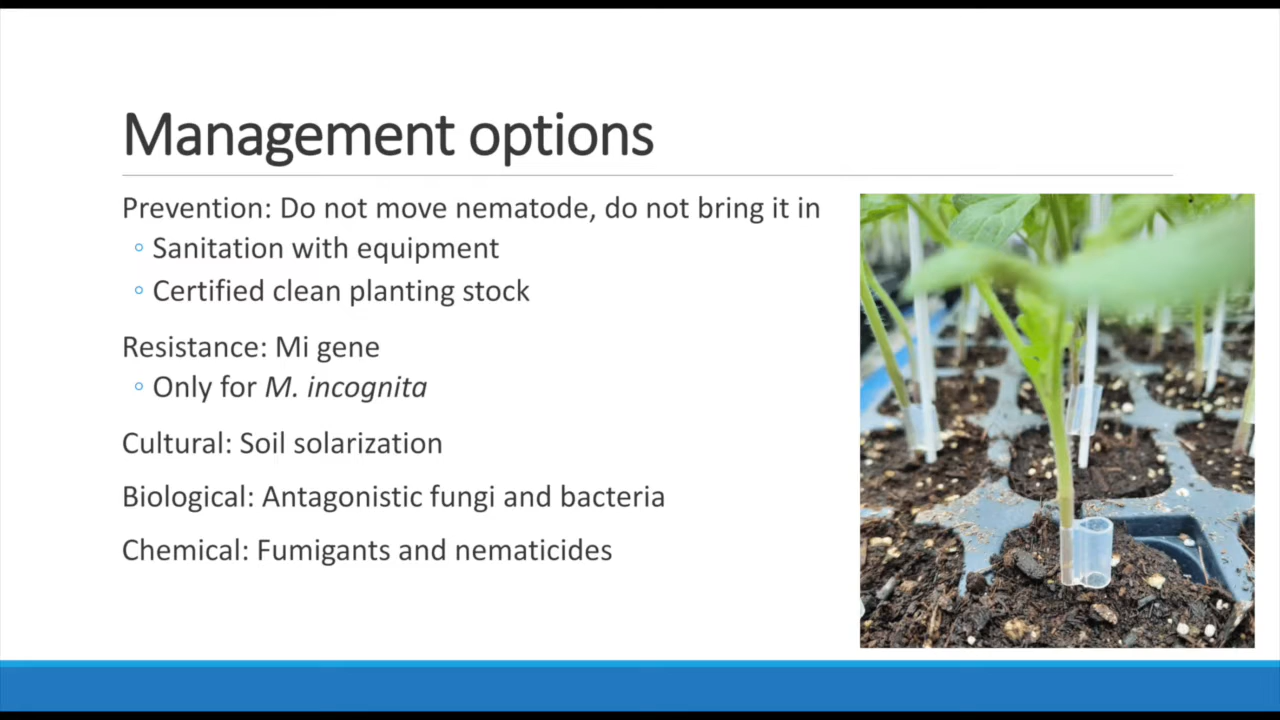 Management options
Prevention: Do not move nematode, do not bring it in
◦ Sanitation with equipment
◦ Certified clean planting stock
Resistance: Mi gene
◦ Only for M. incognita
Cultural: Soil solarization
Biological: Antagonistic fungi and bacteria
Chemical: Fumigants and nematicides